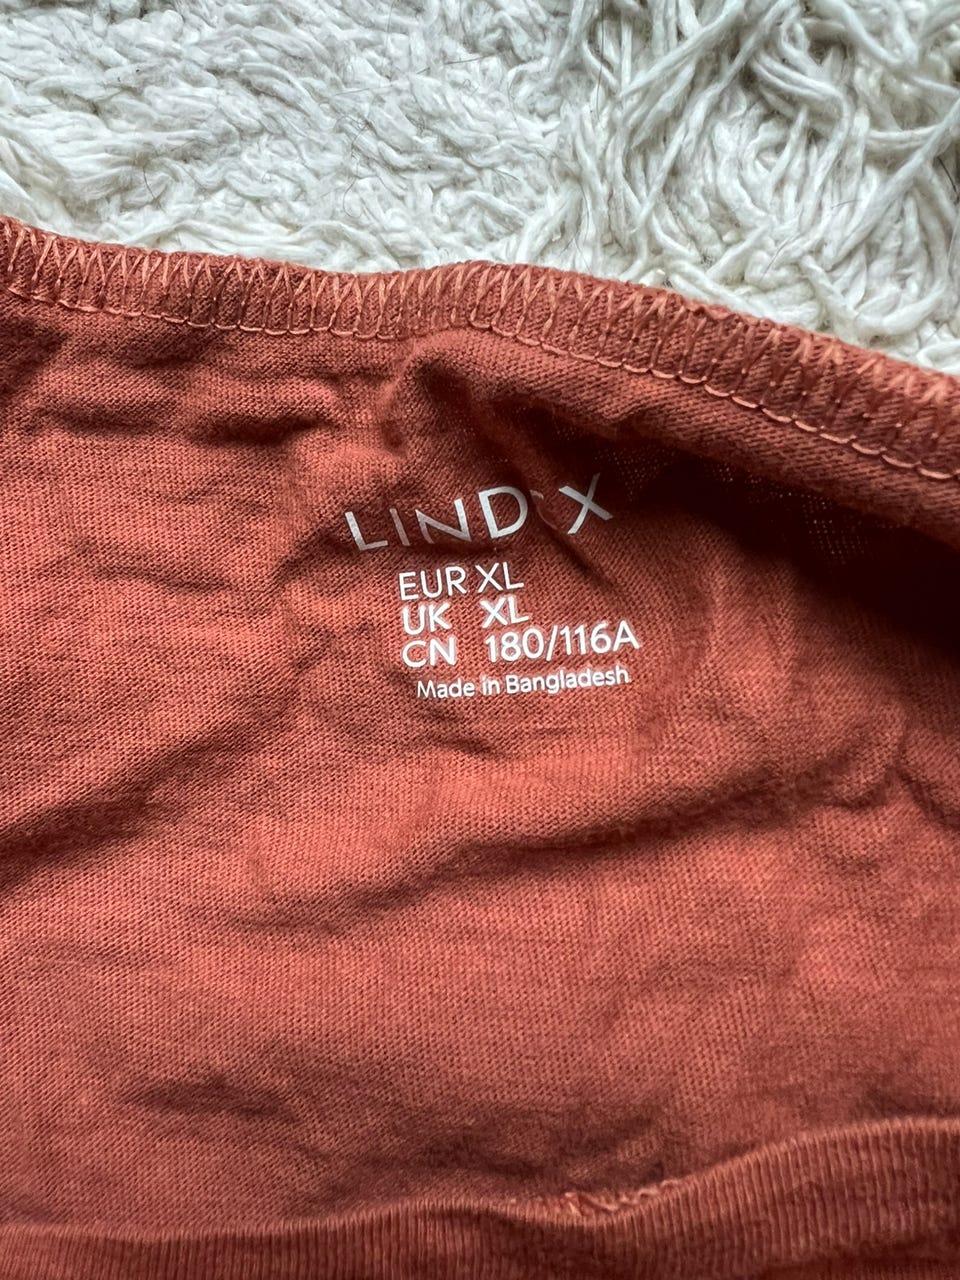 LINDEX
EUR XL
UK XL
CN 180/116A
Made in Bangladesh